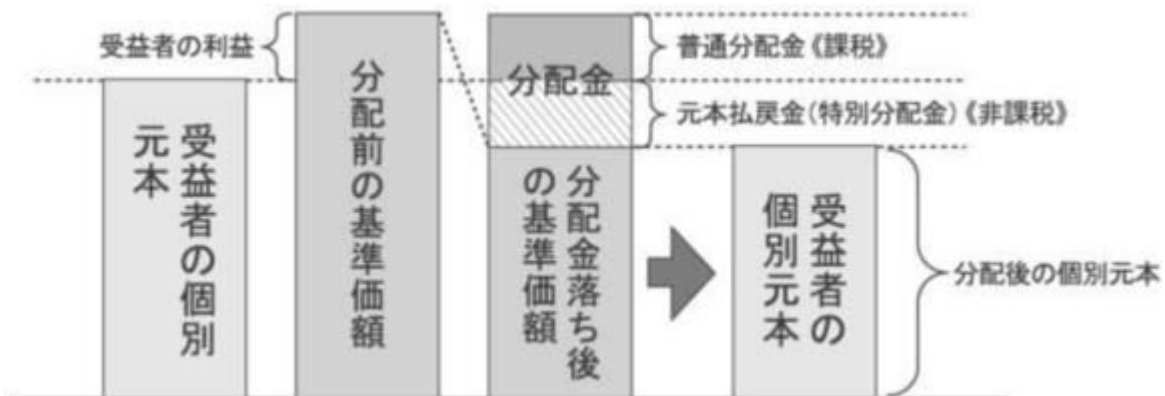 受益者の利益
普通分配金《課税》
元本払戻金(特別分配金)《非課税》
分配金
受益者の個別
元本
分配前の基準価額
分配金落ち後
の基準価額
受益者の
個別元本
分配後の個別元本